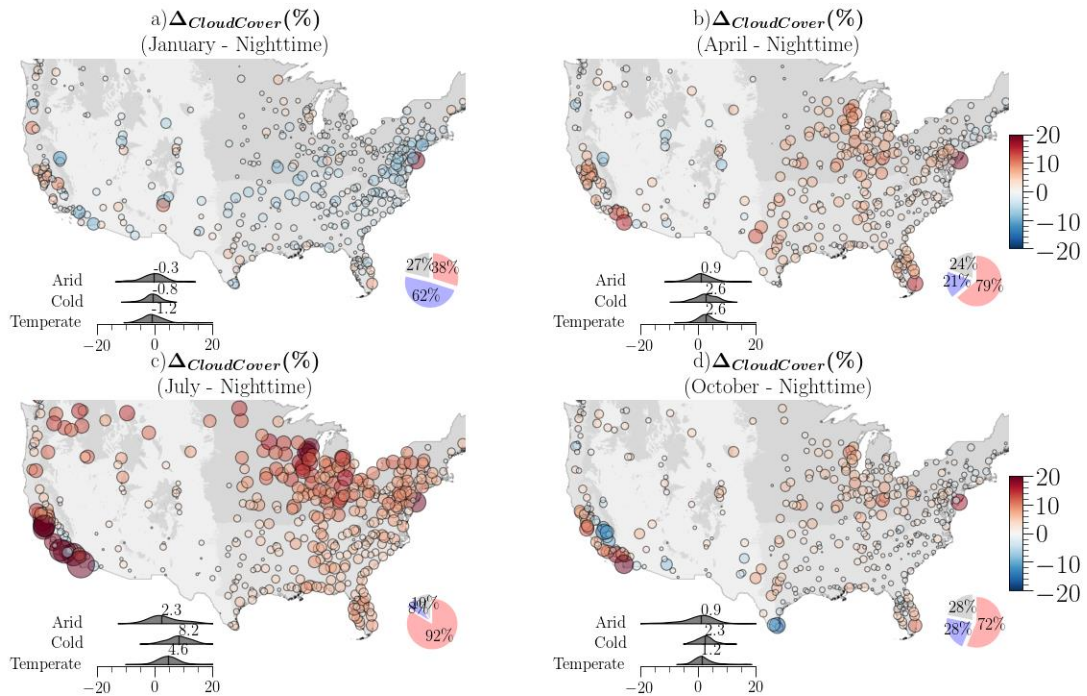 a)ΔCloudCover(%)
(January - Nighttime)
27%
38%
62%
Arid
-0.3
Cold
-0.8
Temperate
-1.2
−20
0
20
b)ΔCloudCover(%)
(April - Nighttime)
20
10
0
−10
−20
24%
21%
79%
Arid
0.9
Cold
2.6
Temperate
2.6
−20
0
20
c)ΔCloudCover(%)
(July - Nighttime)
10%
92%
Arid
2.3
Cold
8.2
Temperate
4.6
−20
0
20
d)ΔCloudCover(%)
(October - Nighttime)
20
10
0
−10
−20
28%
28%
72%
Arid
0.9
Cold
2.3
Temperate
1.2
−20
0
20